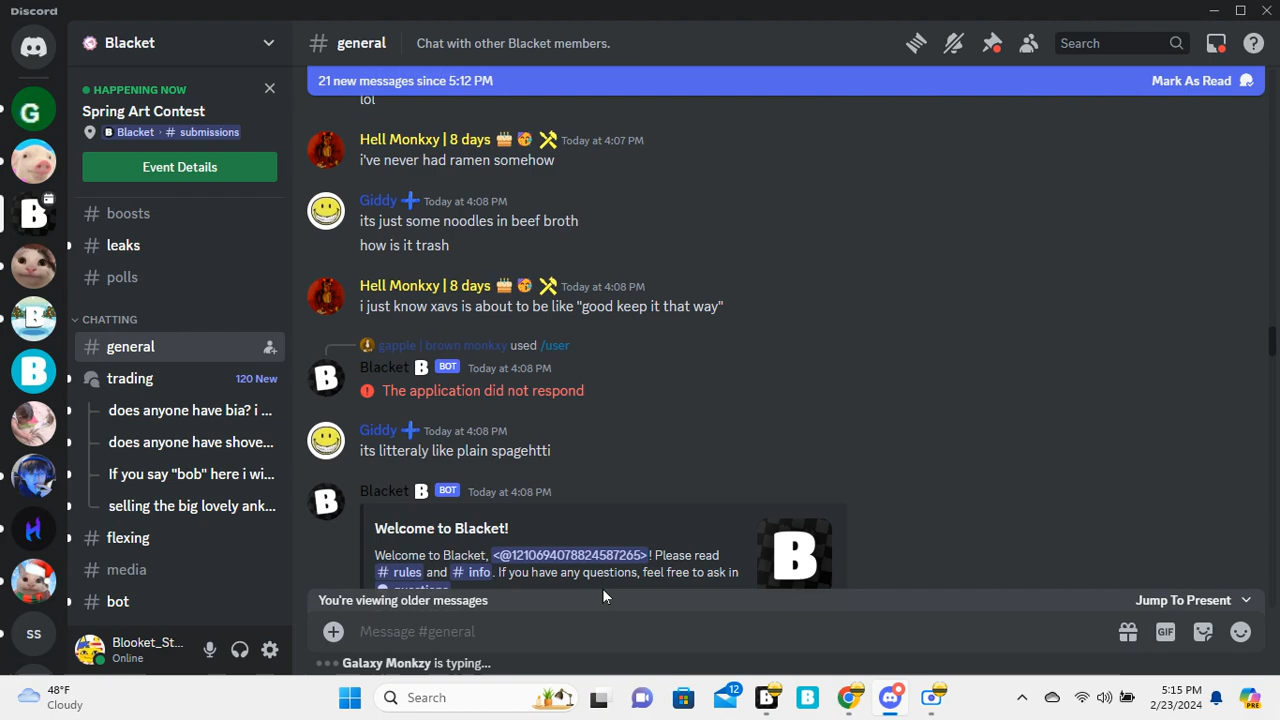 Discord
Blacket
HAPPENING NOW
Spring Art Contest
B Blacket › # submissions
Event Details
# boosts
# leaks
# polls
CHATTING
# general
trading 120 New
does anyone have bia? i ...
does anyone have shove...
If you say "bob" here i wi...
selling the big lovely ank...
# flexing
# media
# bot
Blooket_St...
Online
G
B
B
B
H
SS
# general
Chat with other Blacket members.
Search
21 new messages since 5:12 PM
Mark As Read
lol
Hell Monkxy | 8 days Today at 4:07 PM
i've never had ramen somehow
Giddy Today at 4:08 PM
its just some noodles in beef broth
how is it trash
Hell Monkxy | 8 days Today at 4:08 PM
i just know xavs is about to be like "good keep it that way"
gapple | brown monkxy used /user
Blacket B BOT Today at 4:08 PM
B
The application did not respond
Giddy Today at 4:08 PM
its litteraly like plain spagehtti
Blacket B BOT Today at 4:08 PM
B
Welcome to Blacket!
Welcome to Blacket, <@1210694078824587265>! Please read
# rules and # info. If you have any questions, feel free to ask in
questions
B
You're viewing older messages
Jump To Present
Message #general
GIF
Galaxy Monkzy is typing...
48°F
Cloudy
Search
12
B
B
5:15 PM
2/23/2024
PRE